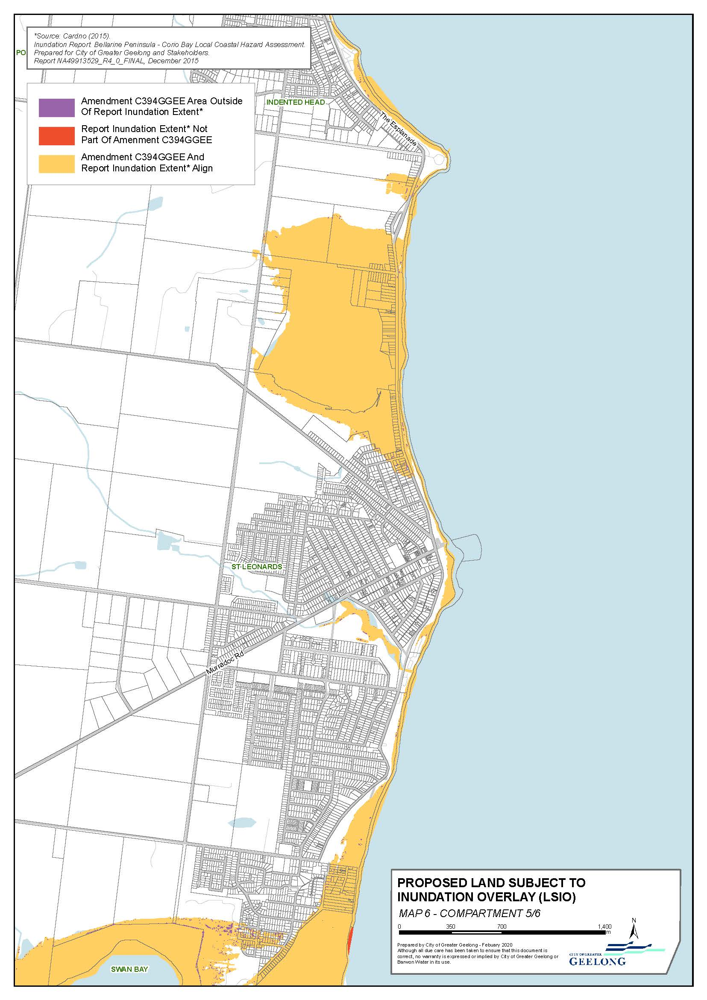 *Source: Cardno (2015).
Inundation Report. Bellarine Peninsula - Corio Bay Local Coastal Hazard Assessment.
Prepared for City of Greater Geelong and Stakeholders.
Report NA49913529_R4_0_FINAL, December 2015
PO
Amendment C394GGEE Area Outside
Of Report Inundation Extent*
Report Inundation Extent* Not
Part Of Amenment C394GGEE
Amendment C394GGEE And
Report Inundation Extent* Align
INDENTED HEAD
The Esplanade
ST LEONARDS
Murradoc Rd
SWAN BAY
PROPOSED LAND SUBJECT TO
INUNDATION OVERLAY (LSIO)
MAP 6 - COMPARTMENT 5/6
0 350 700 1,400
m
N
Prepared by City of Greater Geelong - Febuary 2020
Although all due care has been taken to ensure that this document is
correct, no warranty is expressed or implied by City of Greater Geelong or
Barwon Water in its use.
CITY OF GREATER
GEELONG